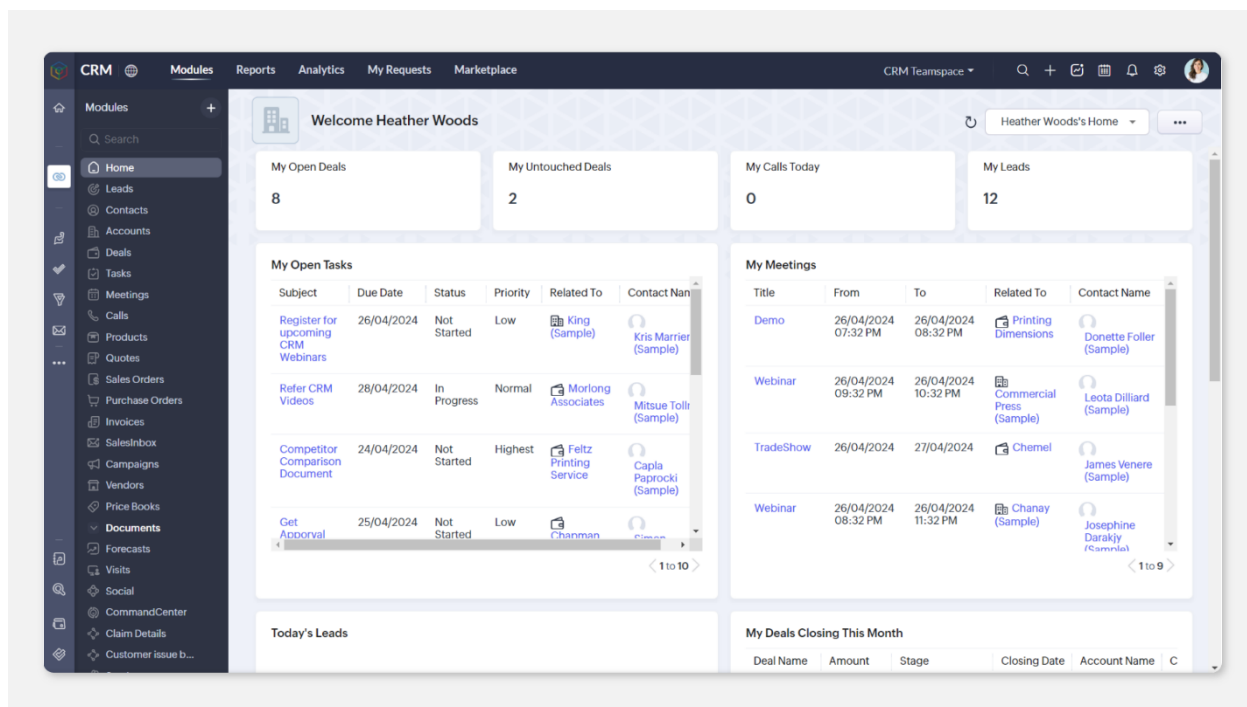 CRM Modules Reports Analytics My Requests Marketplace CRM Teamspace
Modules +
Search
Home
Leads
Contacts
Accounts
Deals
Tasks
Meetings
Calls
Products
Quotes
Sales Orders
Purchase Orders
Invoices
SalesInbox
Campaigns
Vendors
Price Books
Documents
Forecasts
Visits
Social
CommandCenter
Claim Details
Customer issue b...
Welcome Heather Woods
Heather Woods's Home
My Open Deals
8
My Untouched Deals
2
My Calls Today
0
My Leads
12
My Open Tasks
Subject Due Date Status Priority Related To Contact Nan
Register for 26/04/2024 Not Low King
upcoming Started (Sample) Kris Marrier
CRM (Sample)
Webinars
Refer CRM 28/04/2024 In Normal Morlong
Videos Progress Associates Mitsue Tollr
(Sample)
Competitor 24/04/2024 Not Highest Feltz
Comparison Started Printing Capla
Document Service Paprocki
(Sample)
Get 25/04/2024 Not Low
Apporval Started Chapman Simon
1 to 10
My Meetings
Title From To Related To Contact Name
Demo 26/04/2024 26/04/2024 Printing
07:32 PM 08:32 PM Dimensions Donette Foller
(Sample)
Webinar 26/04/2024 26/04/2024
09:32 PM 10:32 PM Commercial Leota Dilliard
Press (Sample)
(Sample)
TradeShow 26/04/2024 27/04/2024 Chemel
James Venere
(Sample)
Webinar 26/04/2024 26/04/2024 Chanay
08:32 PM 11:32 PM (Sample) Josephine
Darakjy
(Sample)
1 to 9
Today's Leads
My Deals Closing This Month
Deal Name Amount Stage Closing Date Account Name C